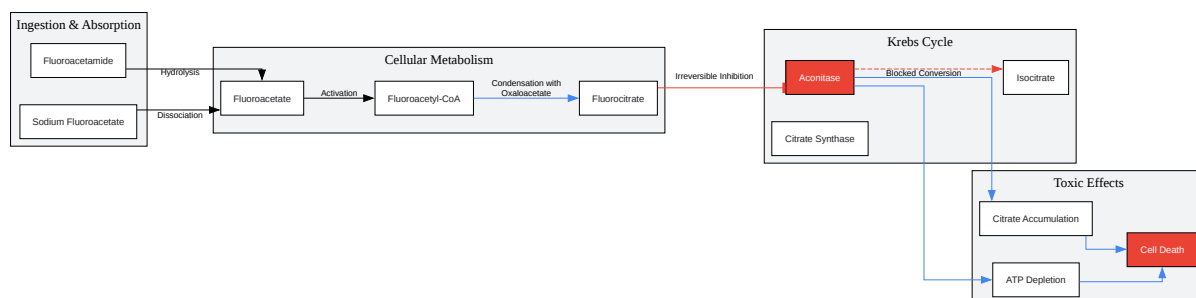 Ingestion & Absorption
Fluoroacetamide
Sodium Fluoroacetate
Hydrolysis
Dissociation
Cellular Metabolism
Fluoroacetate
Activation
Fluoroacetyl-CoA
Condensation with
Oxaloacetate
Fluorocitrate
Irreversible Inhibition
Krebs Cycle
Aconitase
Blocked Conversion
Isocitrate
Citrate Synthase
Toxic Effects
Citrate Accumulation
Cell Death
ATP Depletion